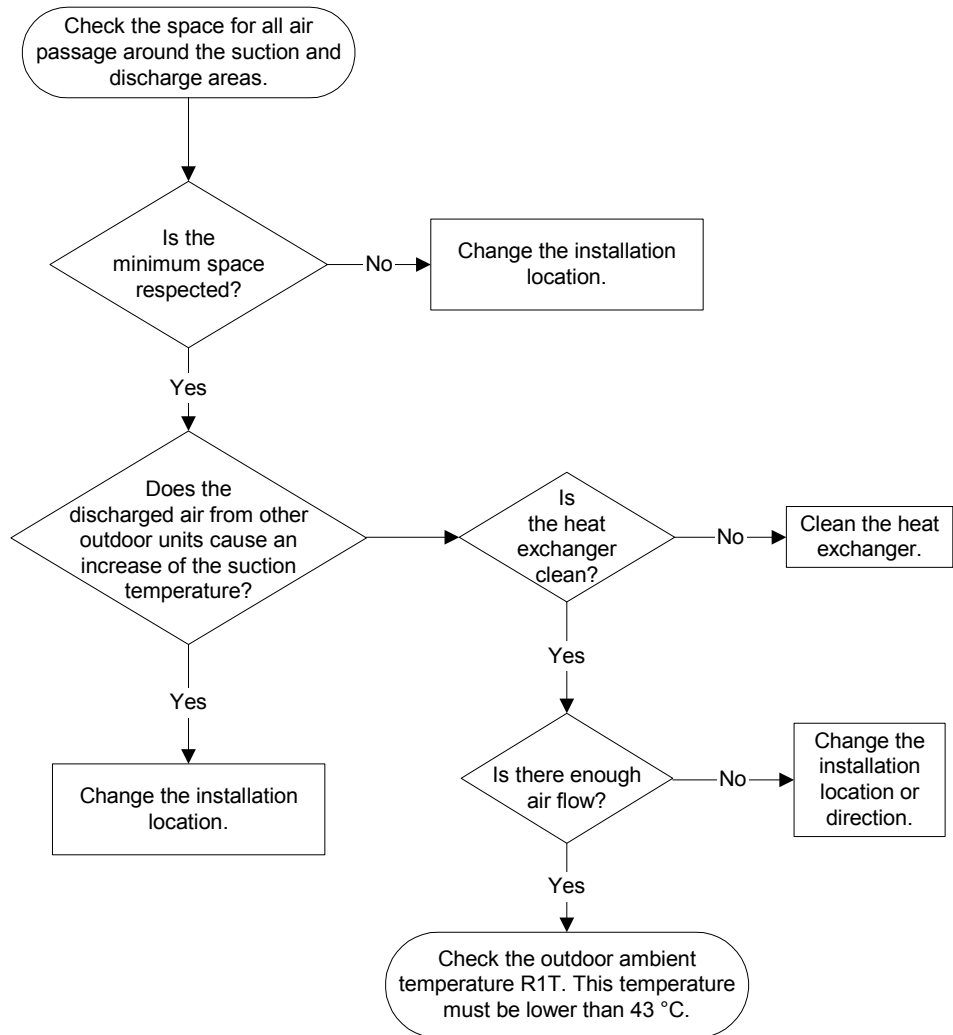 Check the space for all air
passage around the suction and
discharge areas.
Is the
minimum space
respected?
No
Change the installation
location.
Yes
Does the
discharged air from other
outdoor units cause an
increase of the suction
temperature?
Is
the heat
exchanger
clean?
No
Clean the heat
exchanger.
Yes
Change the installation
location.
Yes
Is there enough
air flow?
No
Change the
installation
location or
direction.
Yes
Check the outdoor ambient
temperature R1T. This temperature
must be lower than 43 °C.